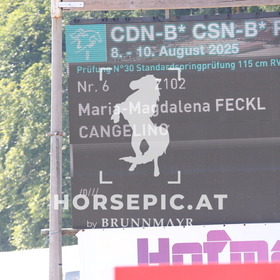 CDN-B* CSN-B*
8. - 10. August 2025
Prüfung N°30 Standardspringprüfung 115 cm RV
Nr. 6 Z102
Maria-Magdalena FECKL
CANGELINO
HORSEPIC.AT
by BRUNNMAYR